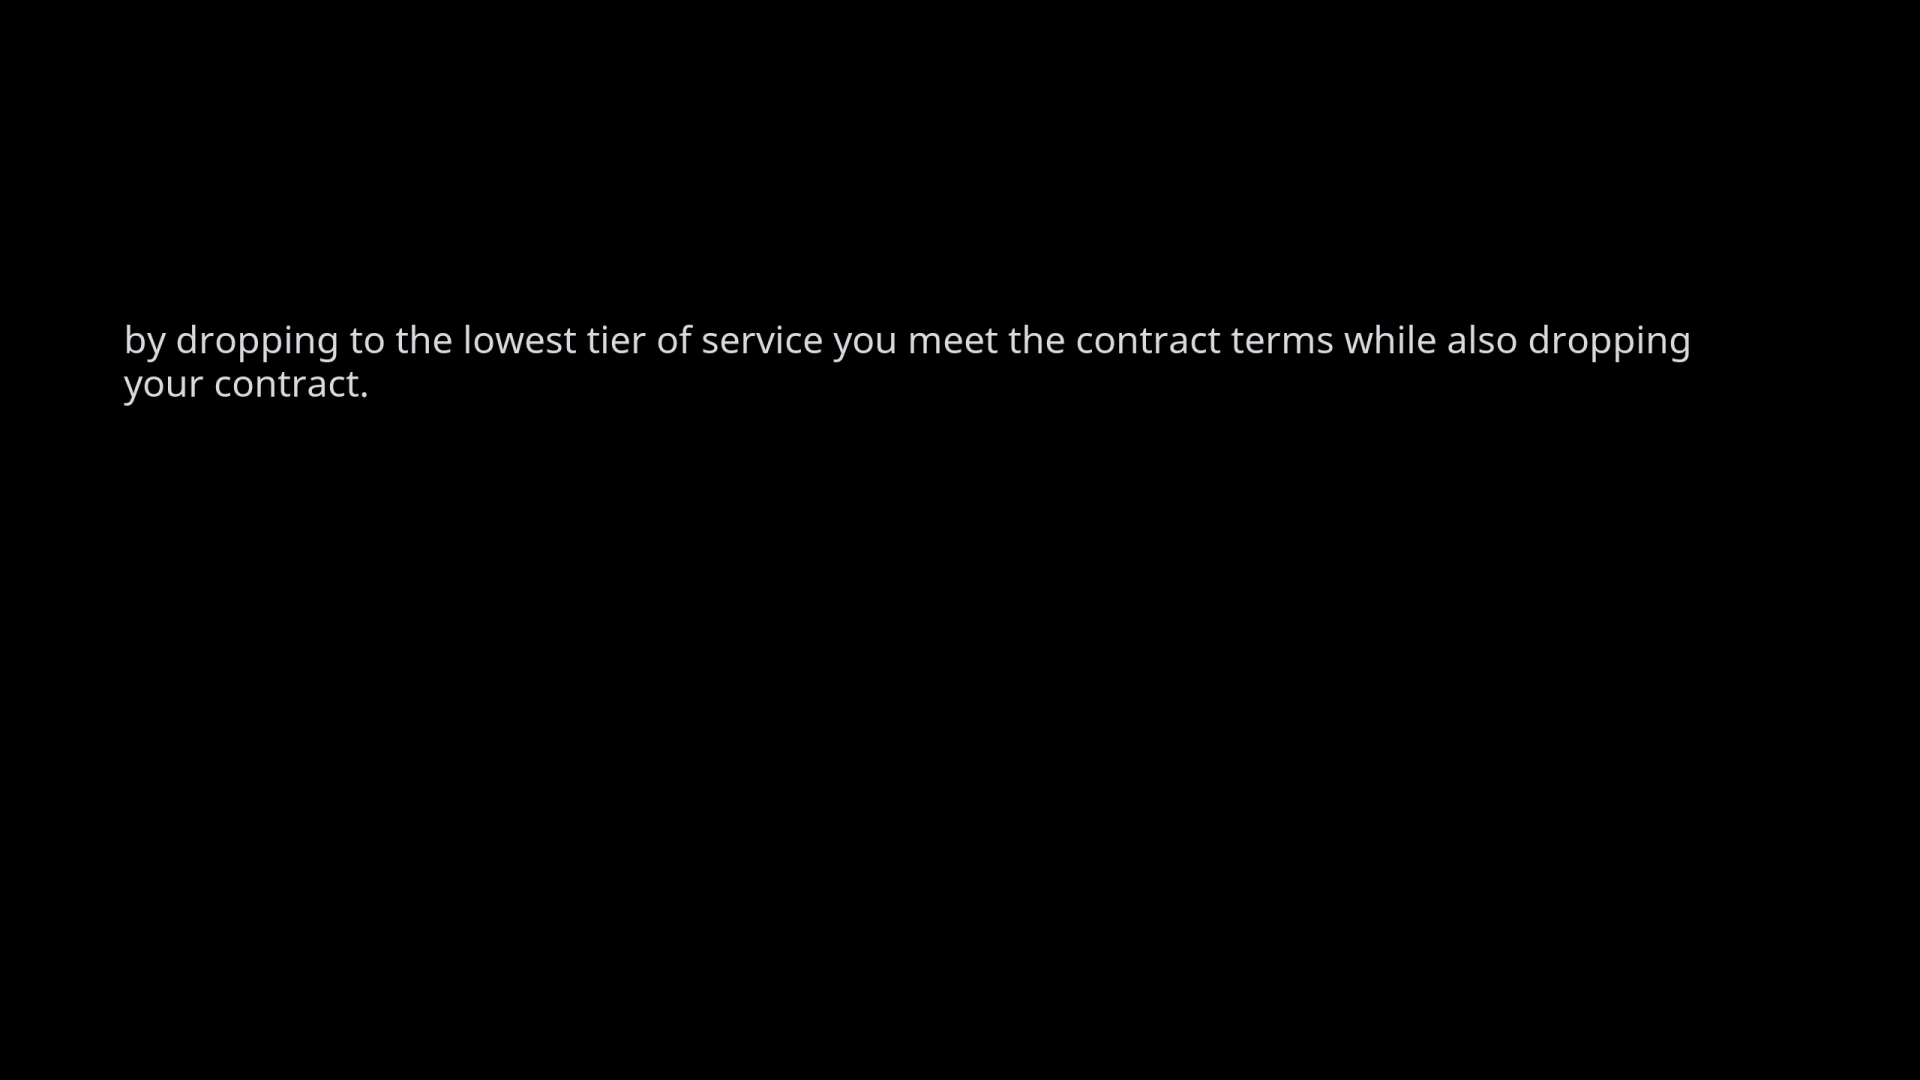 by dropping to the lowest tier of service you meet the contract terms while also dropping
your contract.